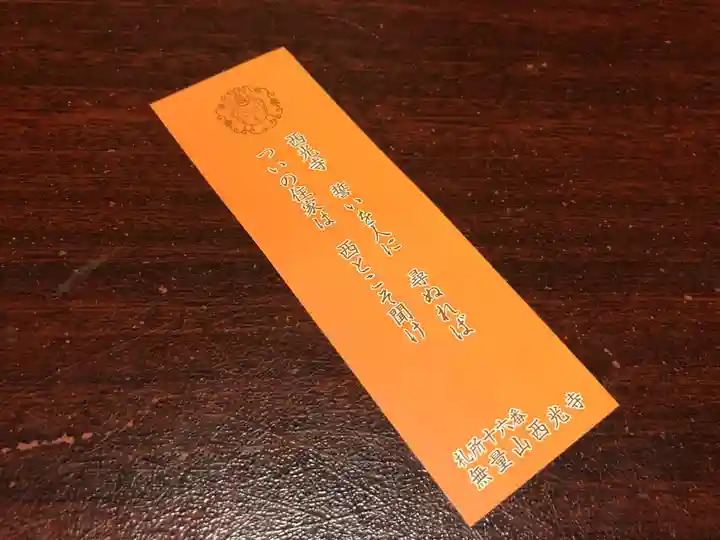 西光寺　誓いを人に　尋ぬれば
ついの住家は　西とこそ聞け
札所十六番
無量山西光寺